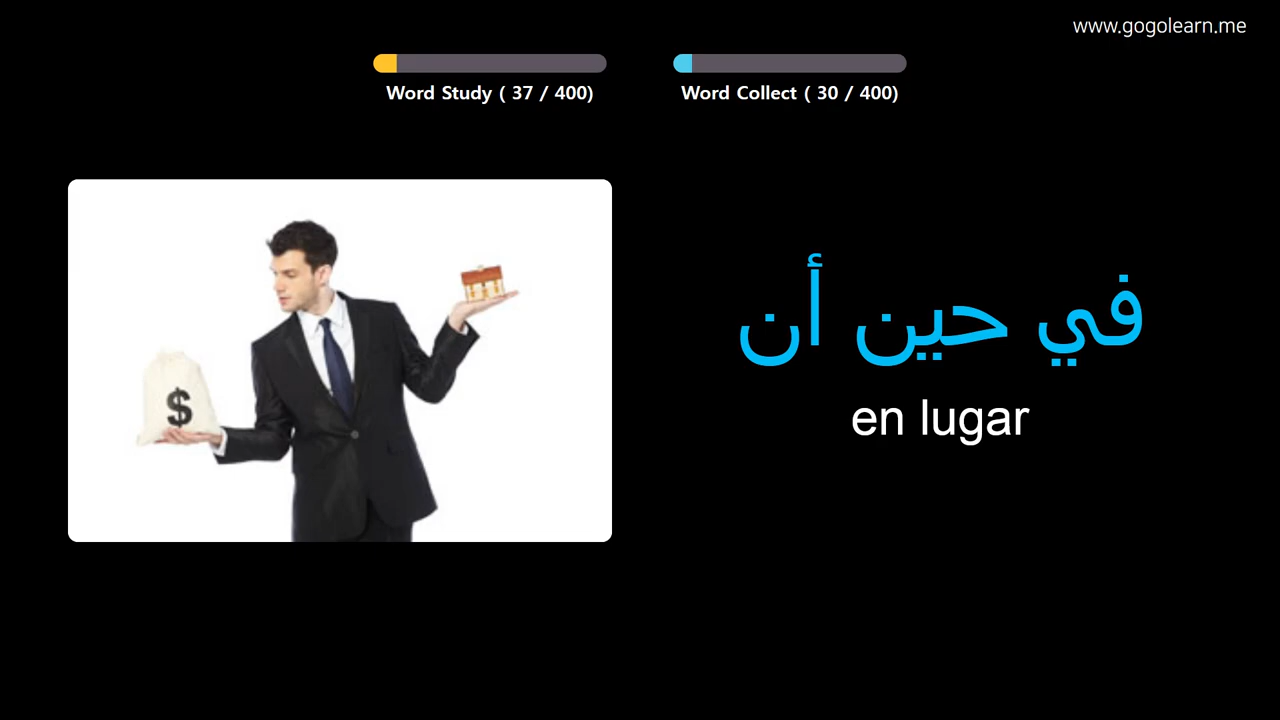 www.gogolearn.me
Word Study ( 37 / 400)
Word Collect ( 30 / 400)
$
في حين أن
en lugar